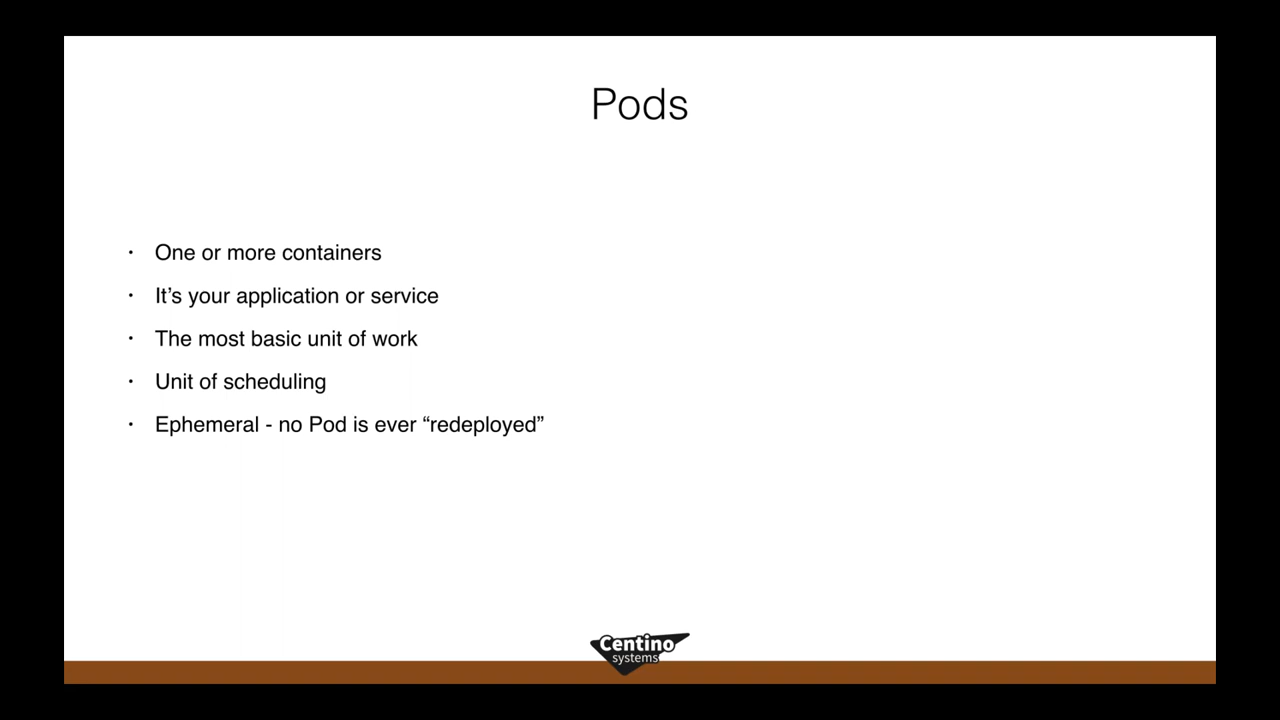 Pods
• One or more containers
• It’s your application or service
• The most basic unit of work
• Unit of scheduling
• Ephemeral - no Pod is ever “redeployed”
Centino
systems